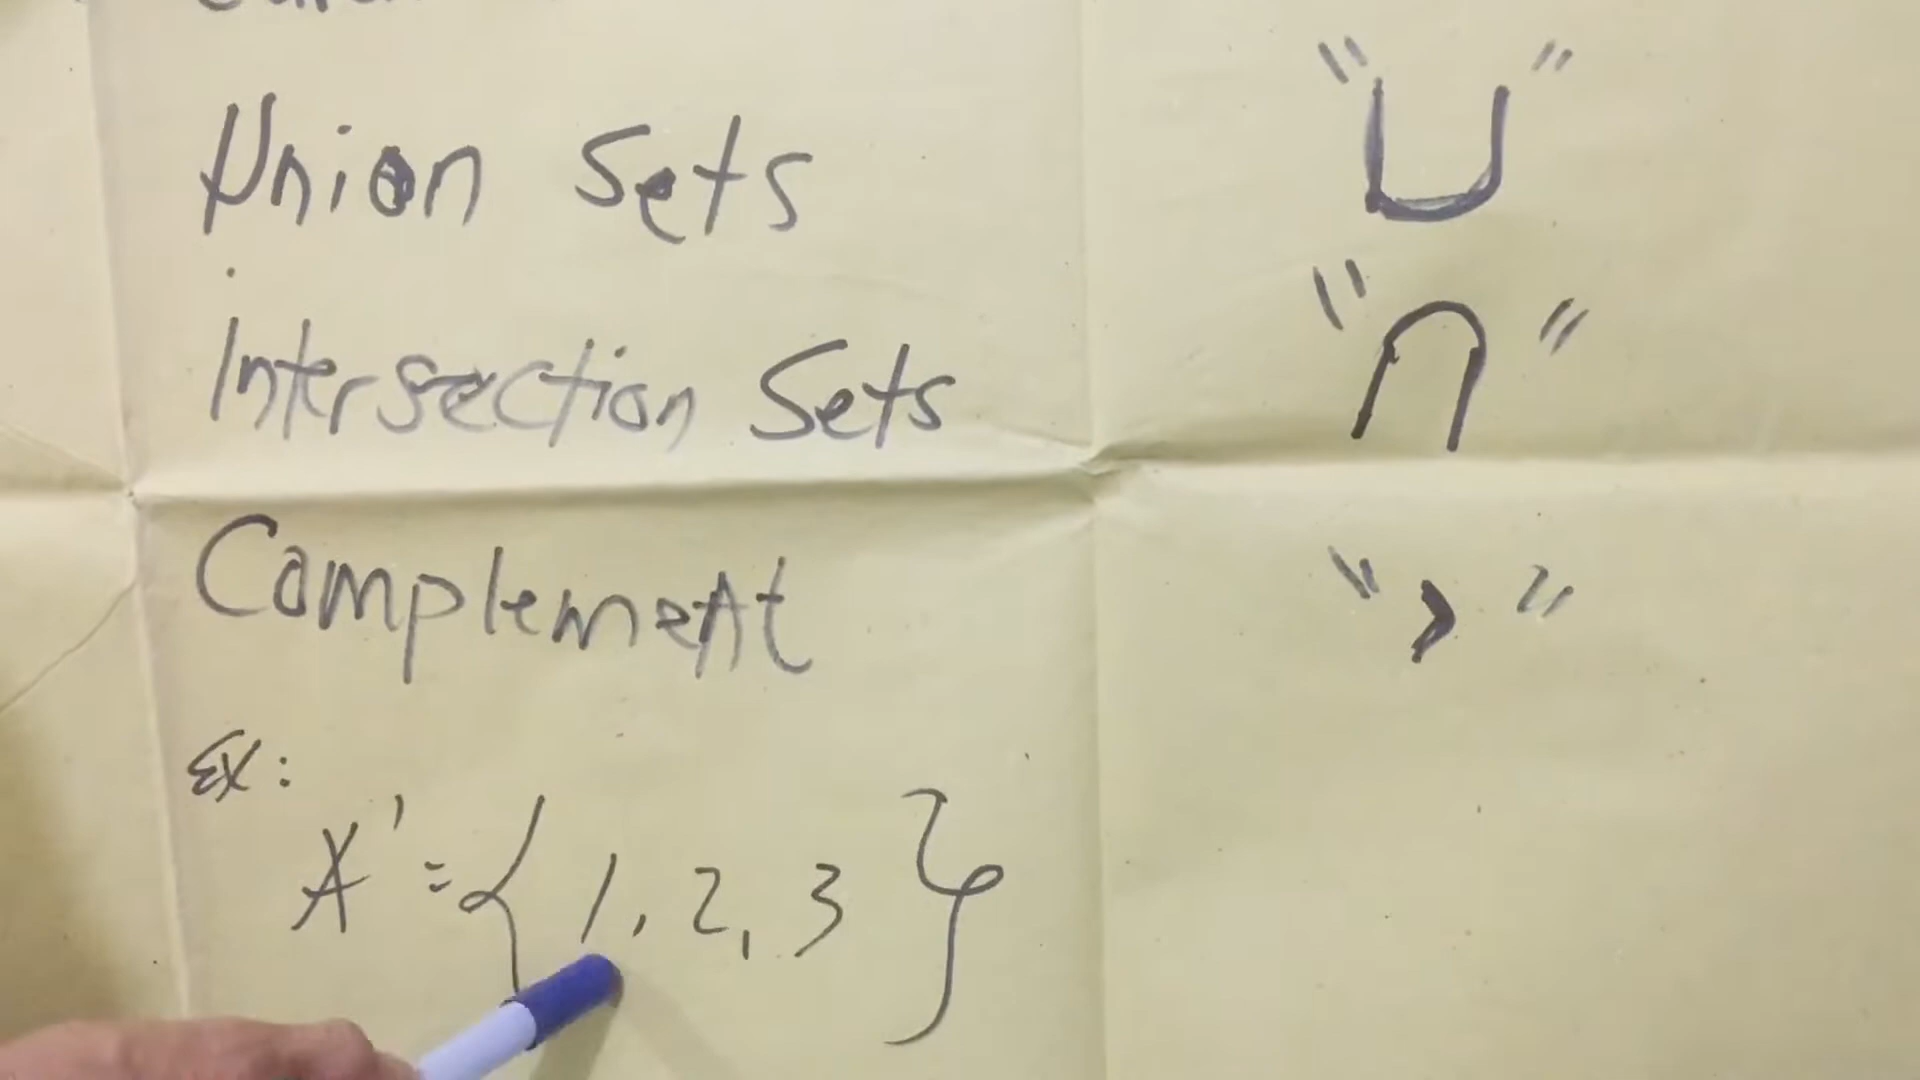 Union Sets "∪"
Intersection Sets "∩"
Complement "’"
Ex:
A' = { 1, 2, 3 }